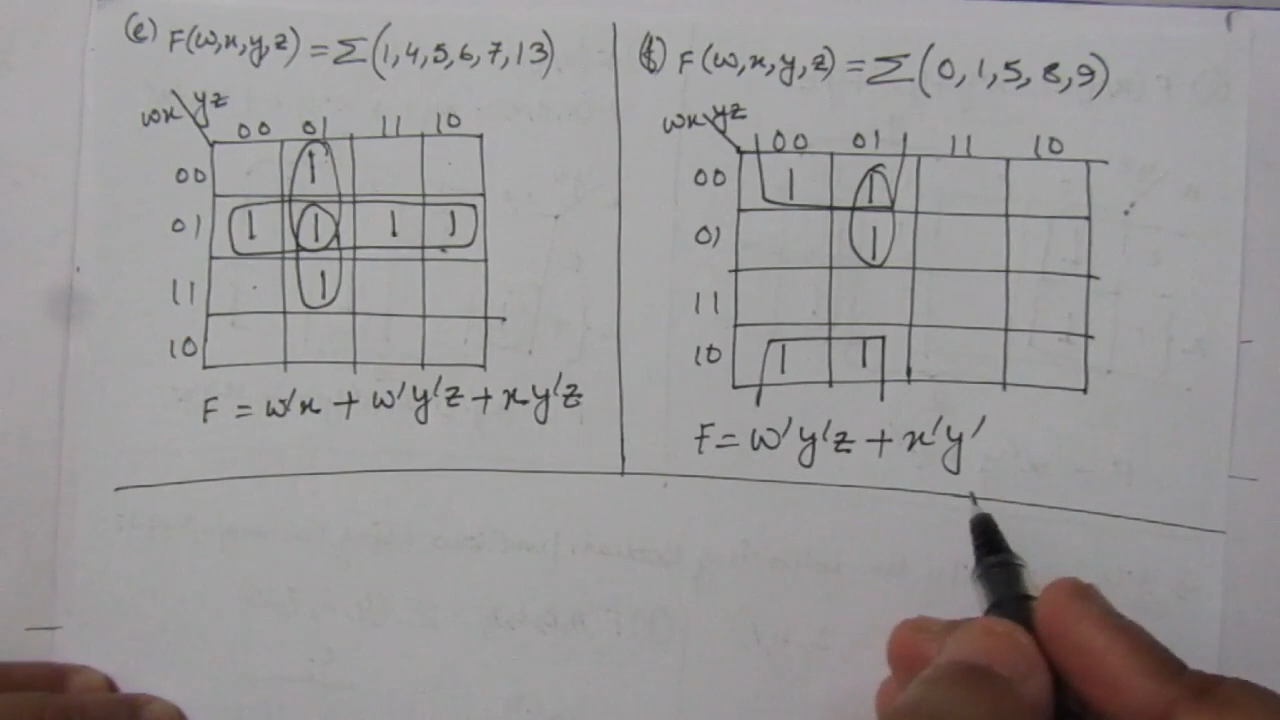 (e) F(w,x,y,z) = Σ(1,4,5,6,7,13)
wx yz
00 01 11 10
00 1
01 1 1 1 1
11 1
10
F = w'x + w'y'z + xy'z
(f) F(w,x,y,z) = Σ(0,1,5,8,9)
wx yz
00 01 11 10
00 1 1
01 1
11
10 1 1
F = w'y'z + x'y'